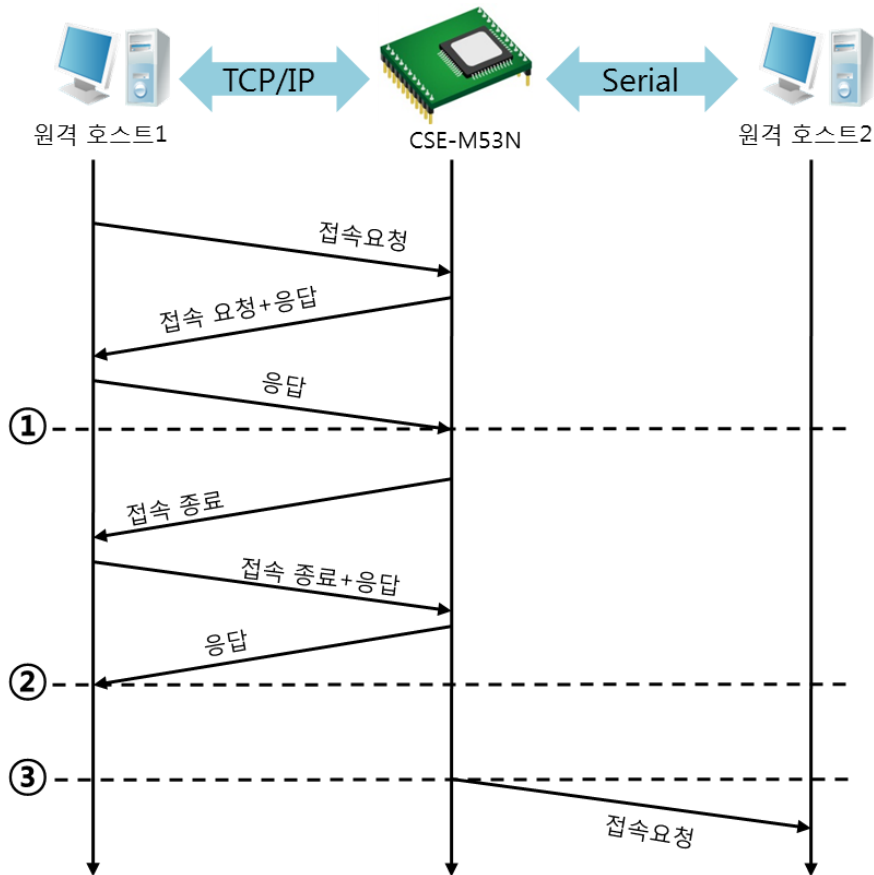 TCP/IP
Serial
원격 호스트1
CSE-M53N
원격 호스트2
접속요청
접속 요청+응답
응답
①
접속 종료
접속 종료+응답
응답
②
③
접속요청